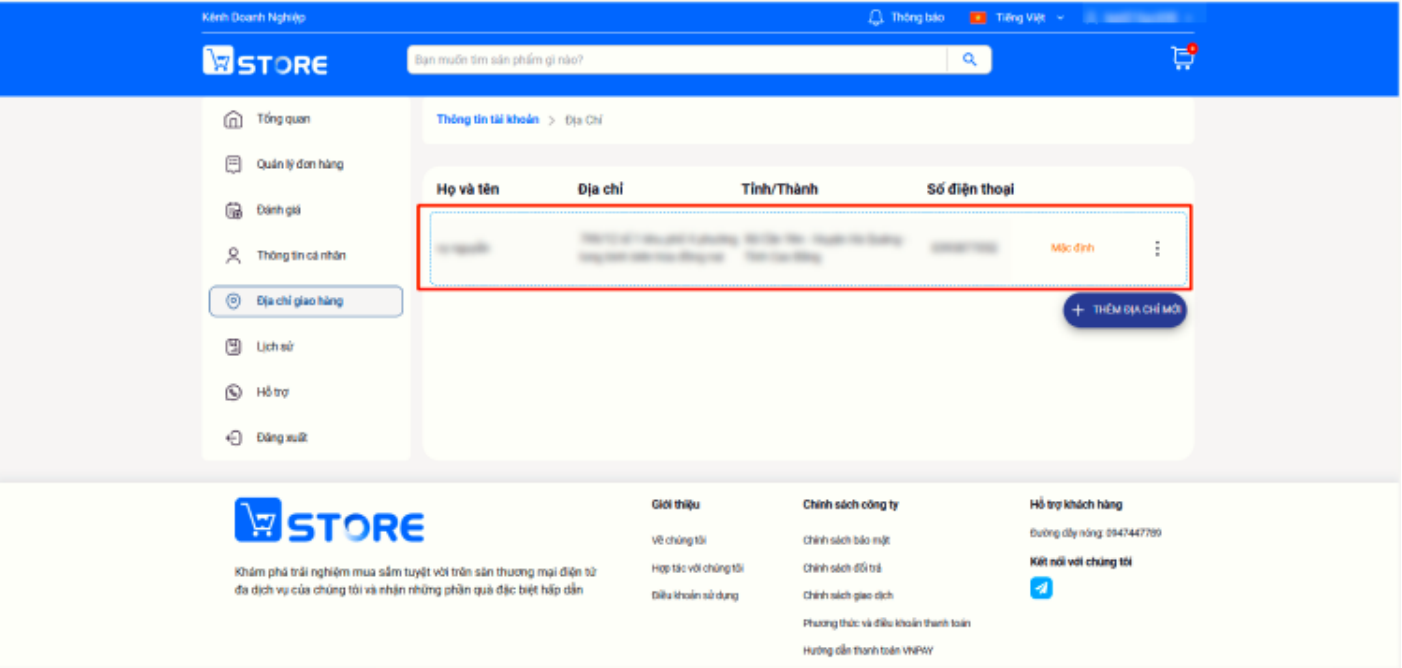 Kênh Doanh Nghiệp
Thông báo
Tiếng Việt
STORE
Bạn muốn tìm sản phẩm gì nào?
Tổng quan
Quản lý đơn hàng
Đánh giá
Thông tin cá nhân
Địa chỉ giao hàng
Lịch sử
Hỗ trợ
Đăng xuất
Thông tin tài khoản > Địa Chỉ
Họ và tên Địa chỉ Tỉnh/Thành Số điện thoại
Mặc định
+ THÊM ĐỊA CHỈ MỚI
STORE
Khám phá trải nghiệm mua sắm tuyệt vời trên sàn thương mại điện tử
đa dịch vụ của chúng tôi và nhận những phần quà đặc biệt hấp dẫn
Giới thiệu
Về chúng tôi
Hợp tác với chúng tôi
Điều khoản sử dụng
Chính sách công ty
Chính sách bảo mật
Chính sách đổi trả
Chính sách giao dịch
Phương thức và điều khoản thanh toán
Hướng dẫn thanh toán VNPAY
Hỗ trợ khách hàng
Đường dây nóng: 0947447789
Kết nối với chúng tôi